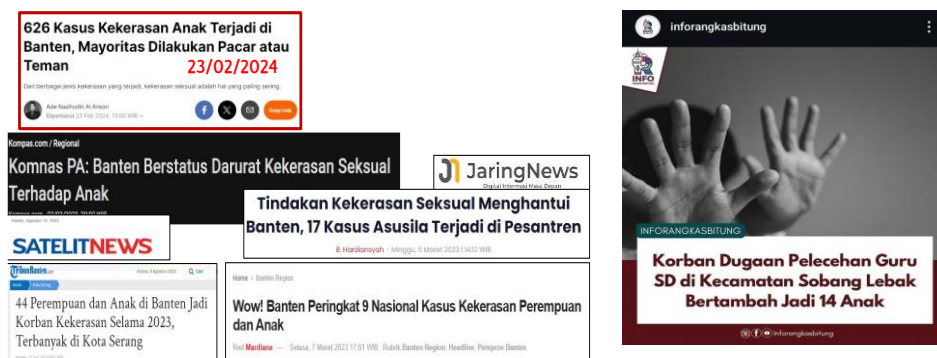 626 Kasus Kekerasan Anak Terjadi di
Banten, Mayoritas Dilakukan Pacar atau
Teman
23/02/2024
Dari berbagai jenis kekerasan yang terjadi, kekerasan seksual adalah hal yang paling sering.
Ade Nasihudin Al Ansori
Diperbarui 23 Feb 2024, 13:00 WIB
Copy Link
Kompas.com / Regional
Komnas PA: Banten Berstatus Darurat Kekerasan Seksual
Terhadap Anak
JaringNews
Digital Informasi Masa Depan
Tindakan Kekerasan Seksual Menghantui
Banten, 17 Kasus Asusila Terjadi di Pesantren
B. Hardiansyah - Minggu, 5 Maret 2023 | 14:12 WIB
SATELITNEWS
TribunBanten.com
Cari
44 Perempuan dan Anak di Banten Jadi
Korban Kekerasan Selama 2023,
Terbanyak di Kota Serang
Home > Banten Region
Wow! Banten Peringkat 9 Nasional Kasus Kekerasan Perempuan
dan Anak
Red Mardiana — Selasa, 7 Maret 2023 17:01 WIB Rubrik Banten Region, Headline, Pemprov Banten
inforangkasbitung
INFO
INFORANGKASBITUNG
Korban Dugaan Pelecehan Guru
SD di Kecamatan Sobang Lebak
Bertambah Jadi 14 Anak
inforangkasbitung